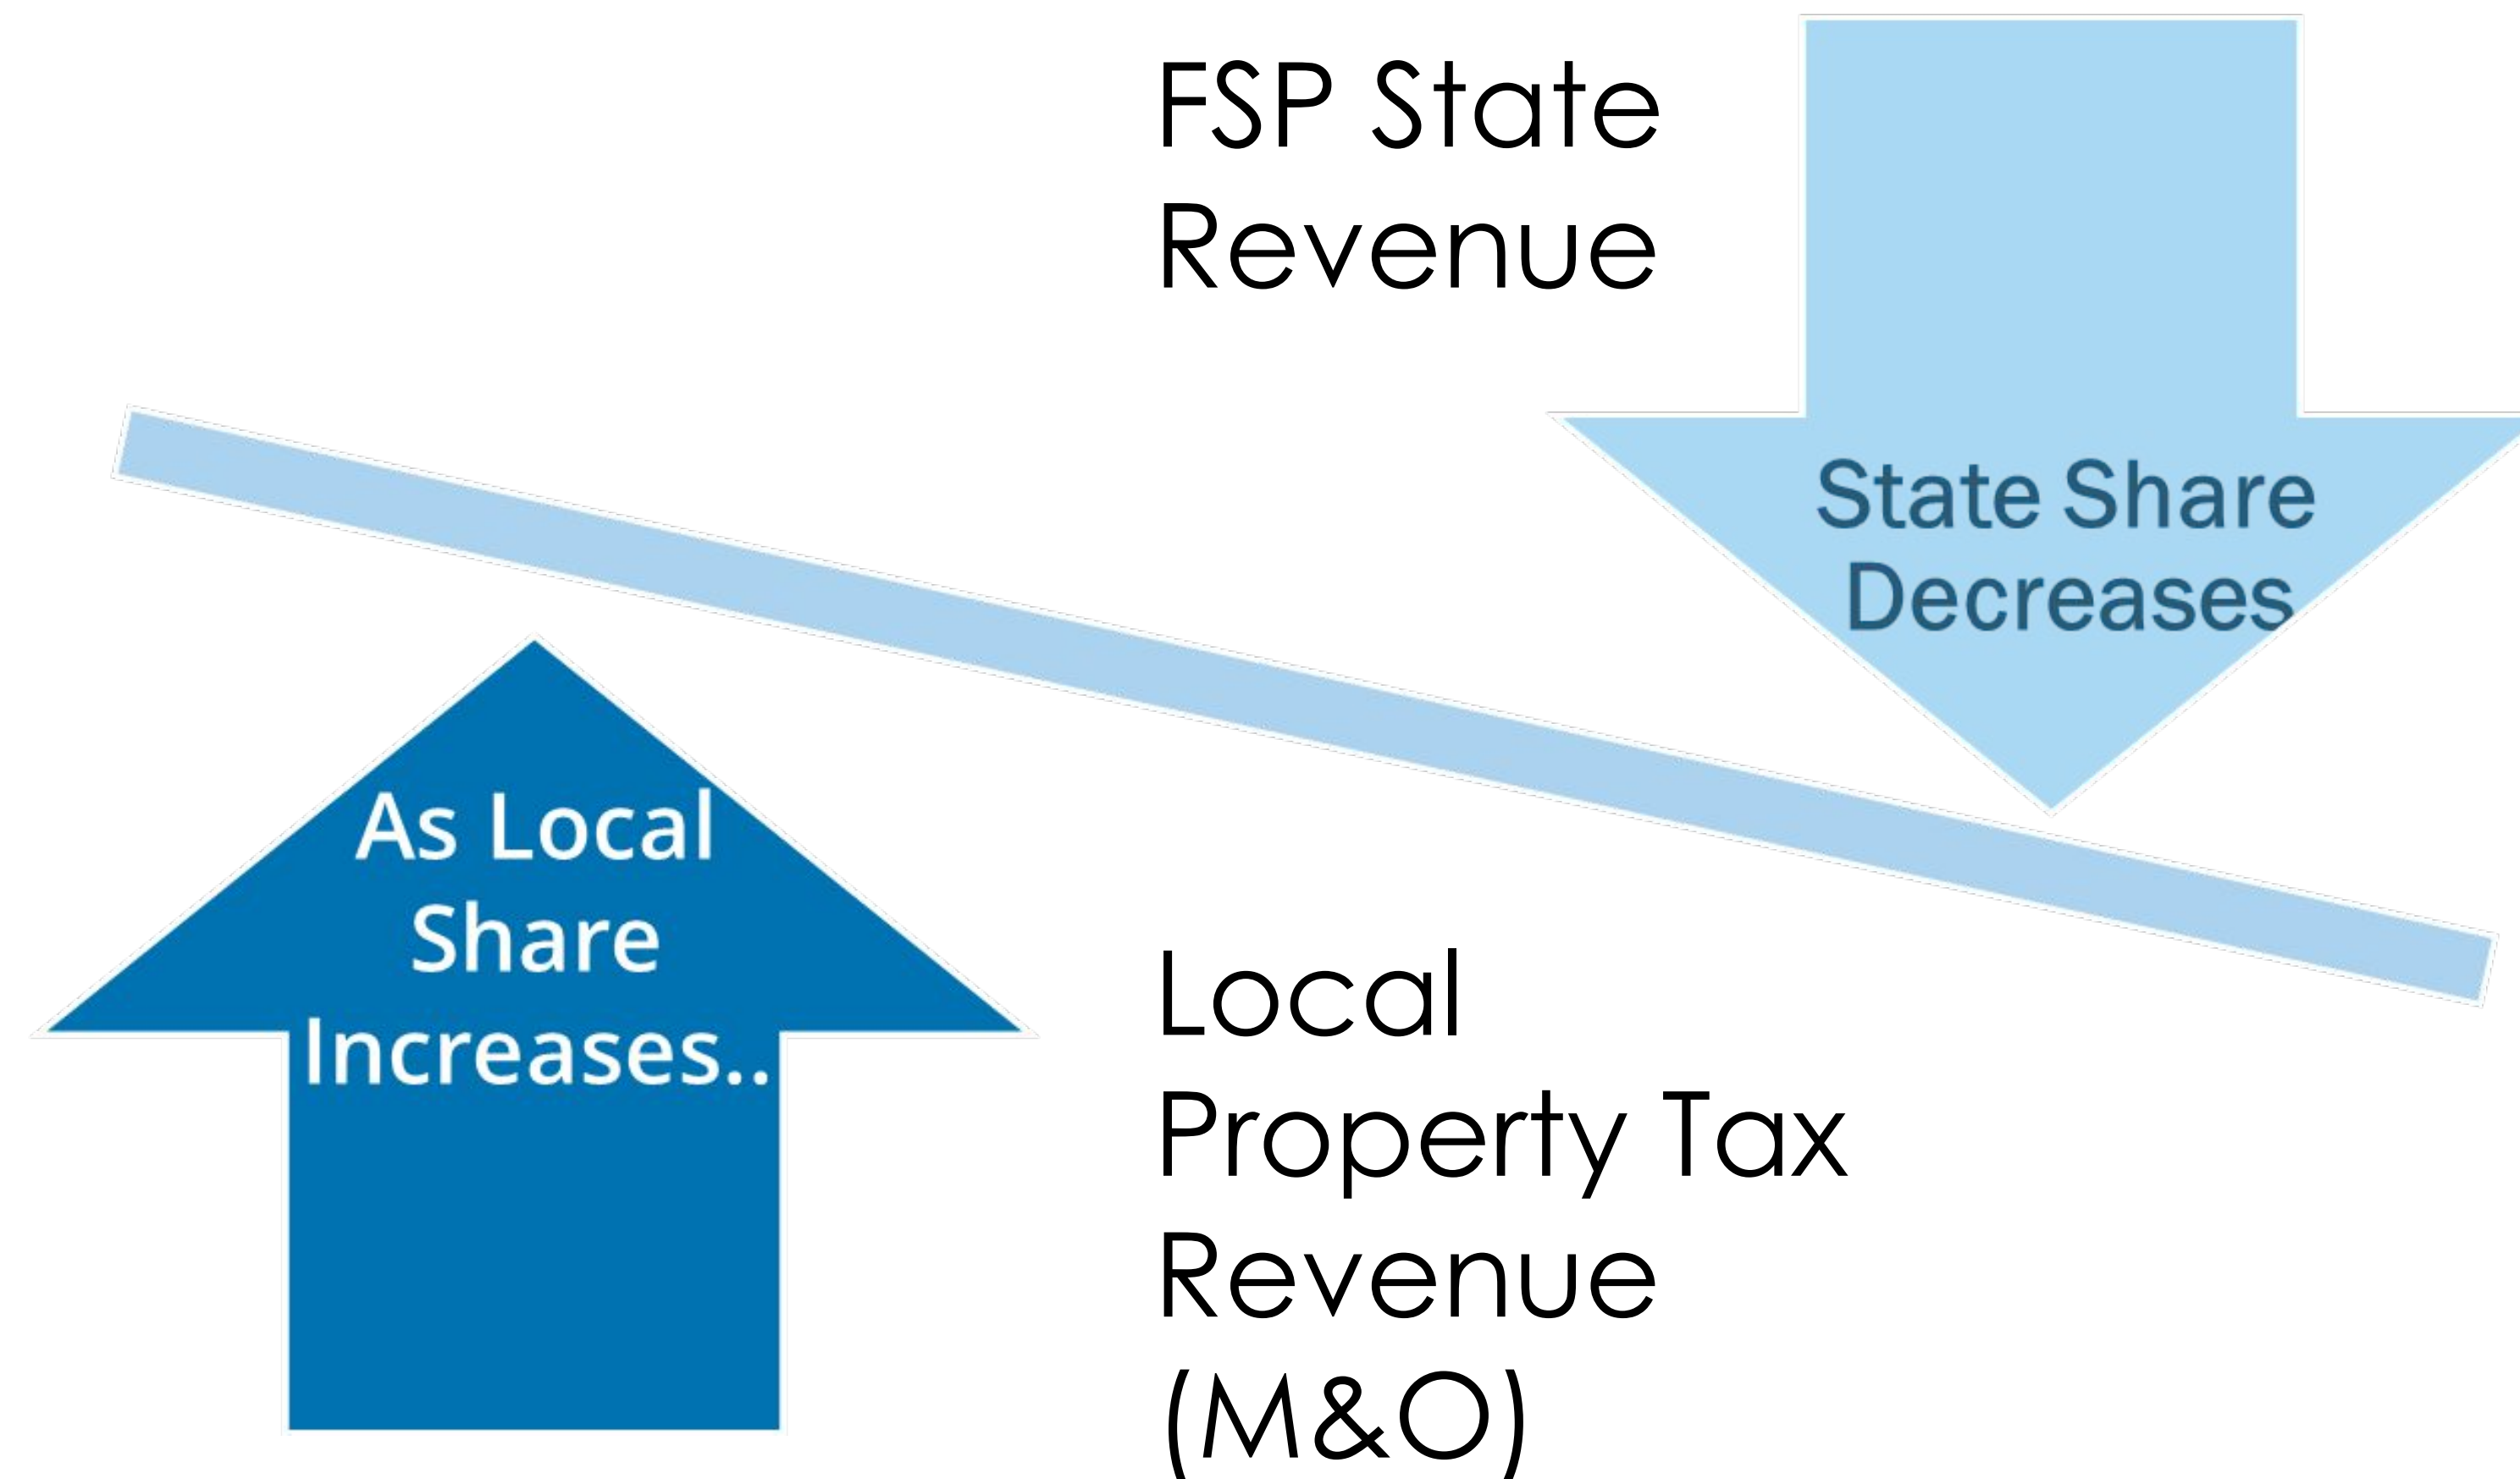 FSP State
Revenue
State Share
Decreases
As Local
Share
Increases..
Local
Property Tax
Revenue
(M&O)